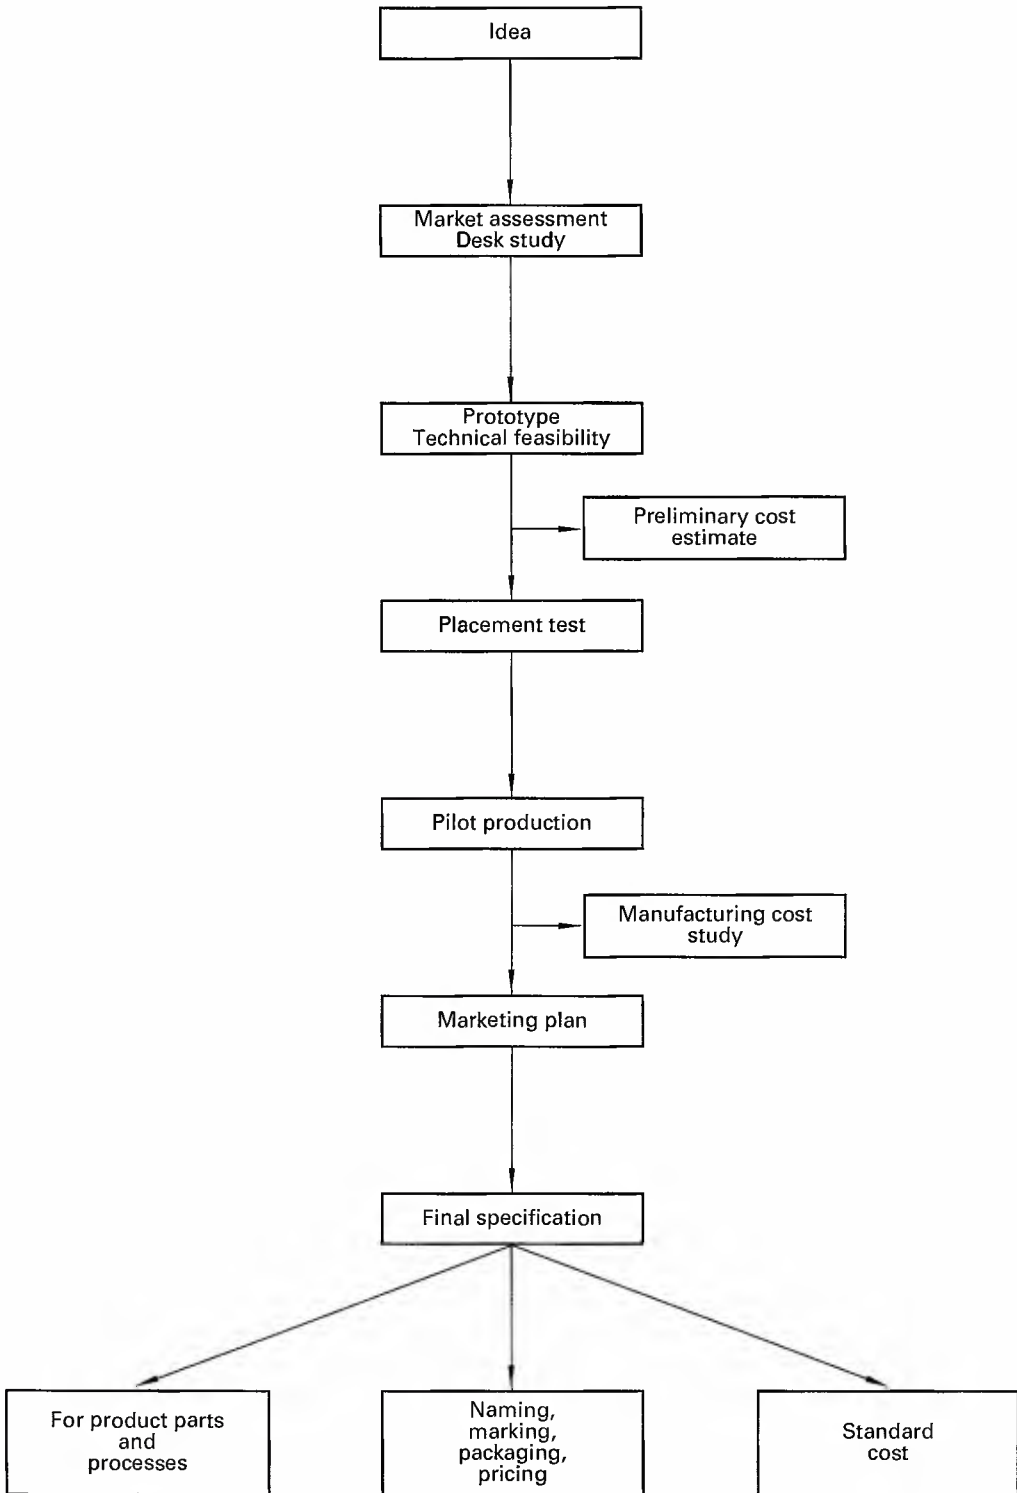 Idea
Market assessment
Desk study
Prototype
Technical feasibility
Preliminary cost
estimate
Placement test
Pilot production
Manufacturing cost
study
Marketing plan
Final specification
For product parts
and
processes
Naming,
marking,
packaging,
pricing
Standard
cost